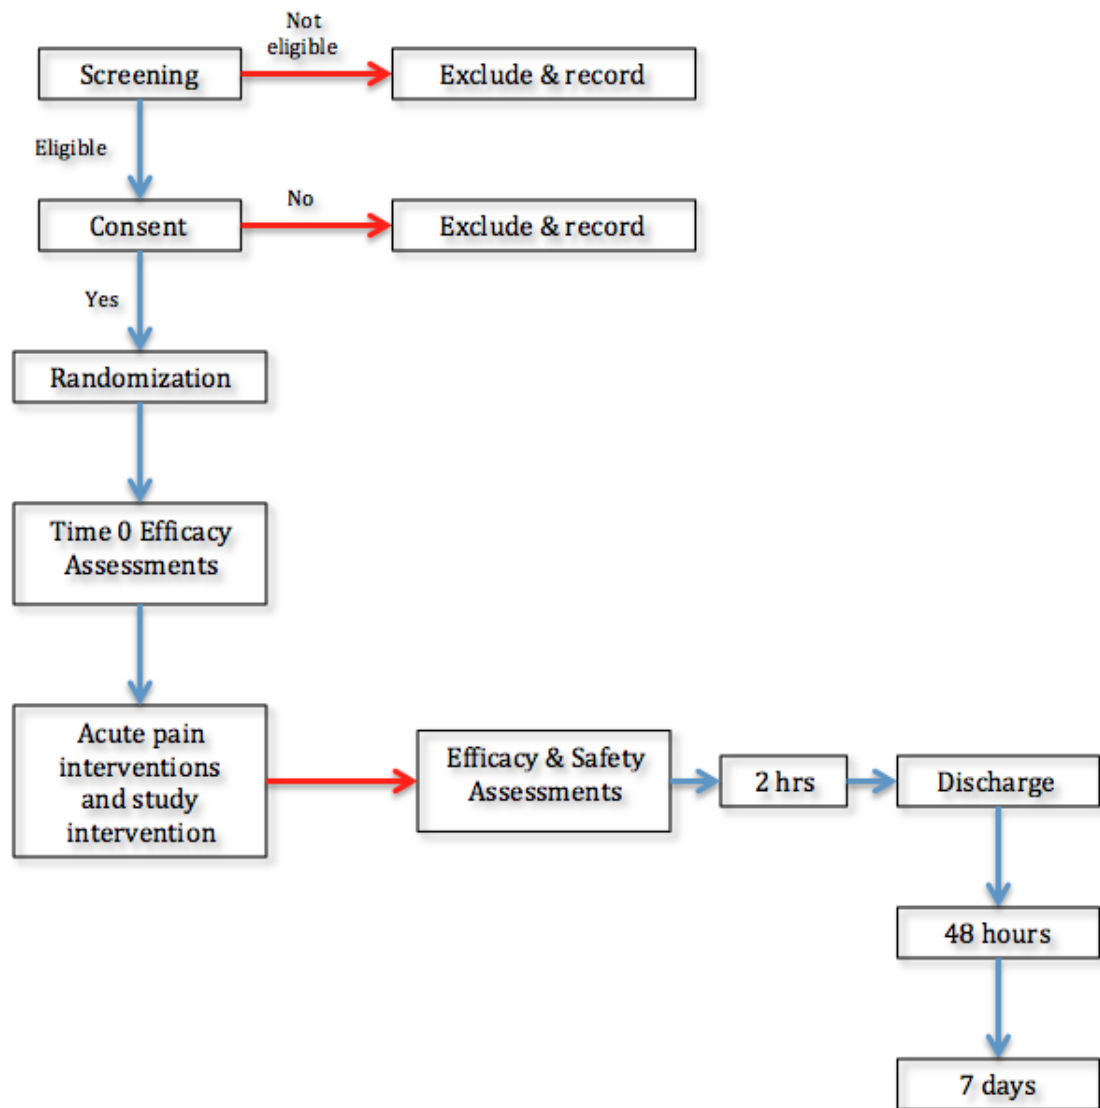 Not
eligible
Screening
Exclude & record
Eligible
No
Consent
Exclude & record
Yes
Randomization
Time 0 Efficacy
Assessments
Acute pain
interventions
and study
intervention
Efficacy & Safety
Assessments
2 hrs
Discharge
48 hours
7 days